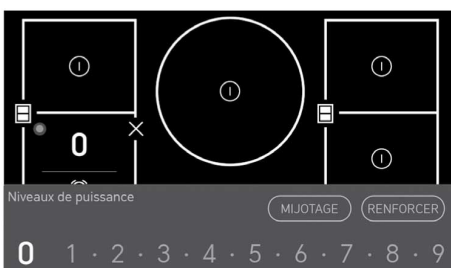 0
Niveaux de puissance
MIJOTAGE RENFORCER
0 1 · 2 · 3 · 4 · 5 · 6 · 7 · 8 · 9